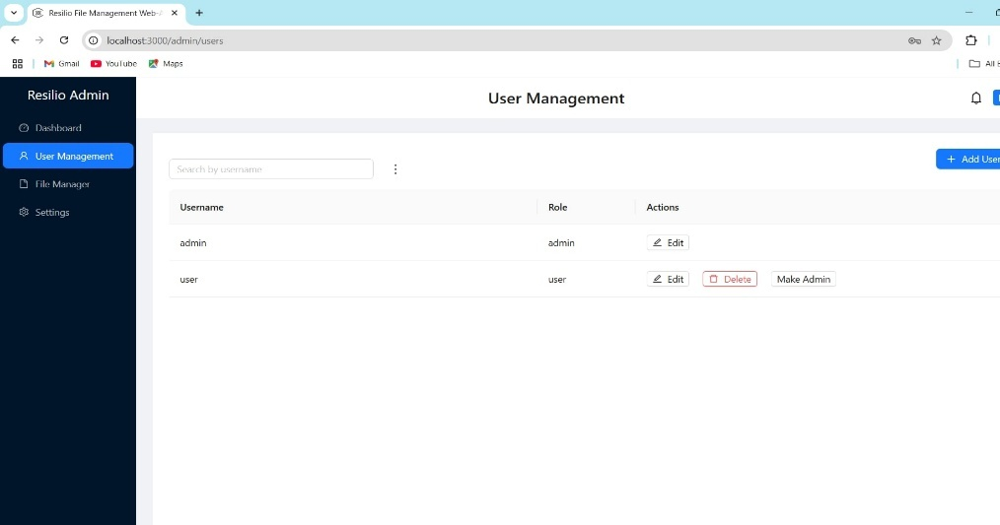 Resilio File Management Web-A
localhost:3000/admin/users
Gmail YouTube Maps All B
Resilio Admin
User Management
Dashboard
User Management
File Manager
Settings
Search by username
Add User
Username Role Actions
admin admin Edit
user user Edit Delete Make Admin